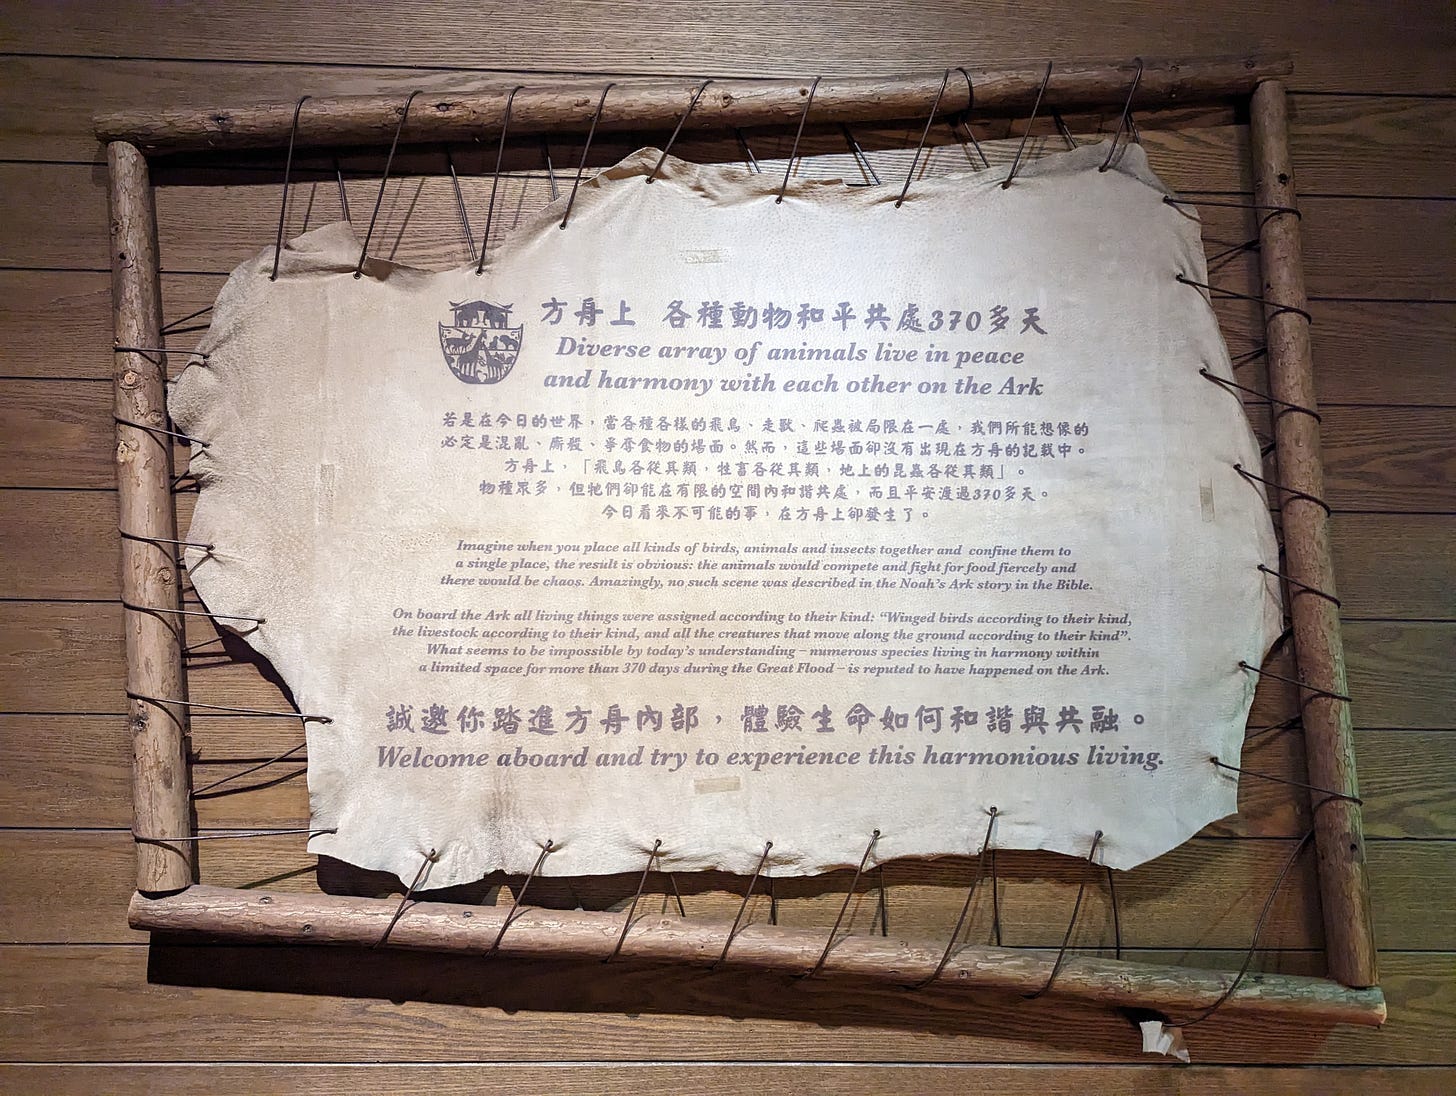 方舟上 各種動物和平共處370多天
Diverse array of animals live in peace
and harmony with each other on the Ark
若是在今日的世界，當各種各樣的飛鳥、走獸、爬蟲被局限在一處，我們所能想像的
必定是混亂、廝殺、爭奪食物的場面。然而，這些場面卻沒有出現在方舟的記載中。
方舟上，「飛鳥各從其類，牲畜各從其類，地上的昆蟲各從其類」。
物種眾多，但牠們卻能在有限的空間內和諧共處，而且平安渡過370多天。
今日看來不可能的事，在方舟上卻發生了。
Imagine when you place all kinds of birds, animals and insects together and confine them to
a single place, the result is obvious: the animals would compete and fight for food fiercely and
there would be chaos. Amazingly, no such scene was described in the Noah's Ark story in the Bible.
On board the Ark all living things were assigned according to their kind: "Winged birds according to their kind,
the livestock according to their kind, and all the creatures that move along the ground according to their kind".
What seems to be impossible by today's understanding – numerous species living in harmony within
a limited space for more than 370 days during the Great Flood – is reputed to have happened on the Ark.
誠邀你踏進方舟內部，體驗生命如何和諧與共融。
Welcome aboard and try to experience this harmonious living.